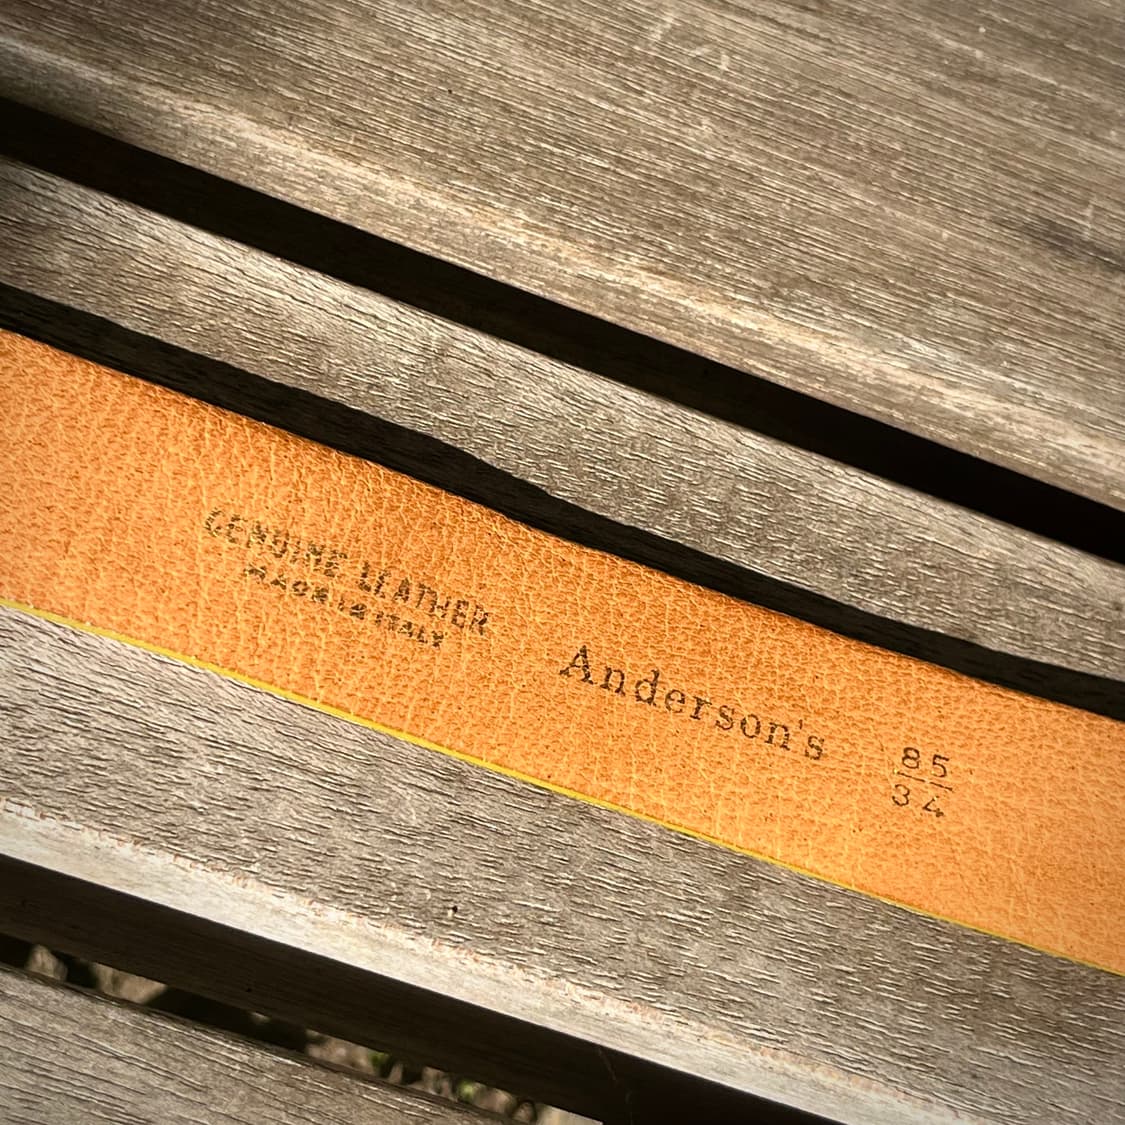 GENUINE LEATHER
MADE IN ITALY
Anderson's
85
34